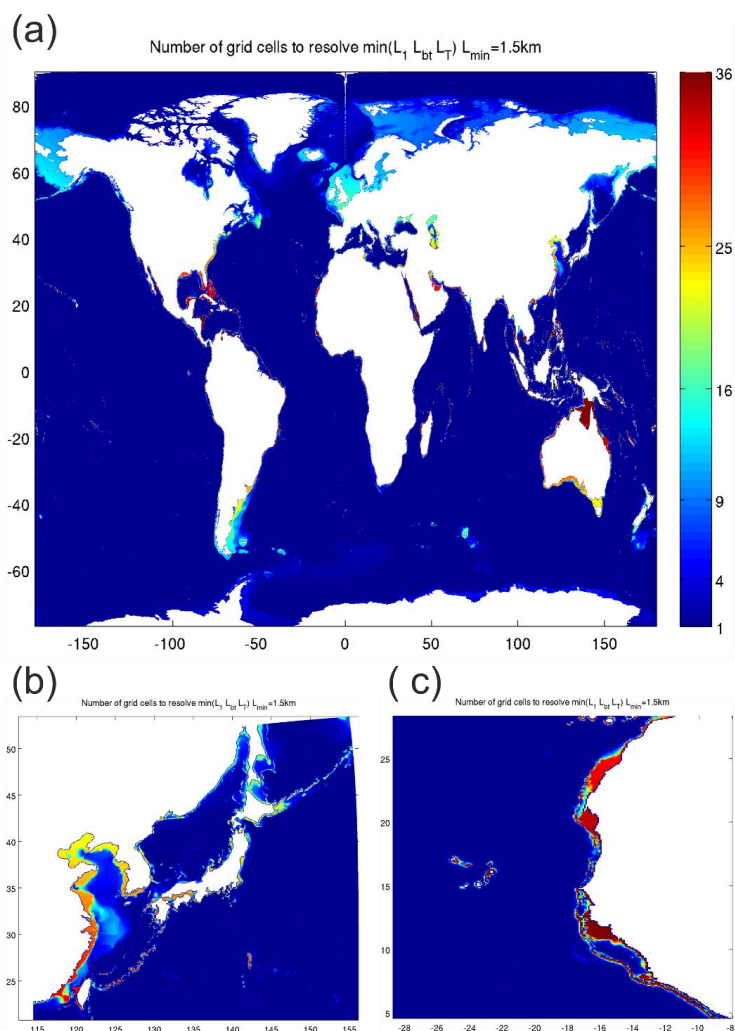 (a)
Number of grid cells to resolve min(L1 Lbt LT) Lmin=1.5km
80
60
40
20
0
-20
-40
-60
-150 -100 -50 0 50 100 150
36
25
16
9
4
1
(b)
Number of grid cells to resolve min(L1 Lbt LT) Lmin=1.5km
50
45
40
35
30
25
115 120 125 130 135 140 145 150 155
(c)
Number of grid cells to resolve min(L1 Lbt LT) Lmin=1.5km
25
20
15
10
5
-28 -26 -24 -22 -20 -18 -16 -14 -12 -10 -8